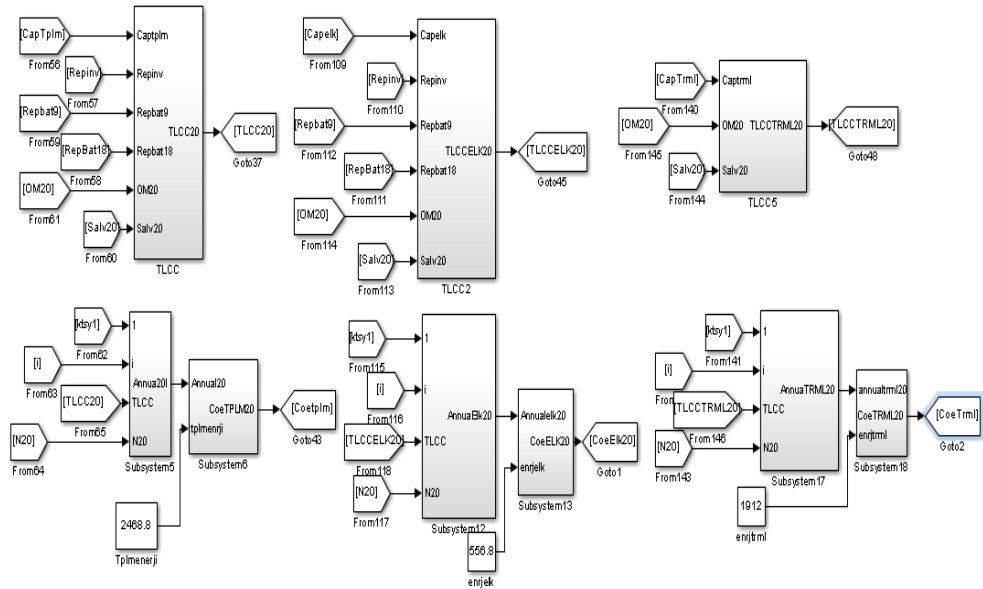 [CapTplm]
From56
Captplm
[Repinv]
From57
Repinv
[Repbat9]
From59
Repbat9
TLCC20
[TLCC20]
Goto37
[RepBat18]
From58
Repbat18
[OM20]
From61
OM20
[Salv20]
From60
Salv20
TLCC
[Capelk]
From109
Capelk
[Repinv]
From110
Repinv
[Repbat9]
From112
Repbat9
TLCCELK20
[TLCCELK20]
Goto45
[RepBat18]
From111
Repbat18
[OM20]
From114
OM20
[Salv20]
From113
Salv20
TLCC2
[CapTrml]
From140
Captrml
[OM20]
From145
OM20
TLCCTRML20
[TLCCTRML20]
Goto48
[Salv20]
From144
Salv20
TLCC5
[ktsy1]
From62
1
[i]
From63
i
Annua20l
[TLCC20]
From65
TLCC
[N20]
From64
N20
Subsystem5
Annual20
CoeTPLM20
tplmenerji
Subsystem6
[Coetplm]
Goto43
2468.8
Tplmenerji
[ktsy1]
From115
1
[i]
From116
i
AnnuaElk20
[TLCCELK20]
From118
TLCC
[N20]
From117
N20
Subsystem12
Annualelk20
CoeELK20
enrjelk
Subsystem13
[CoeElk20]
Goto1
556.8
enrjelk
[ktsy1]
From141
1
[i]
i
AnnuaTRML20
[TLCCTRML20]
From146
TLCC
[N20]
From143
N20
Subsystem17
annualtrml20
CoeTRML20
enrjtrml
Subsystem18
[CoeTrml]
Goto2
1912
enrjtrml